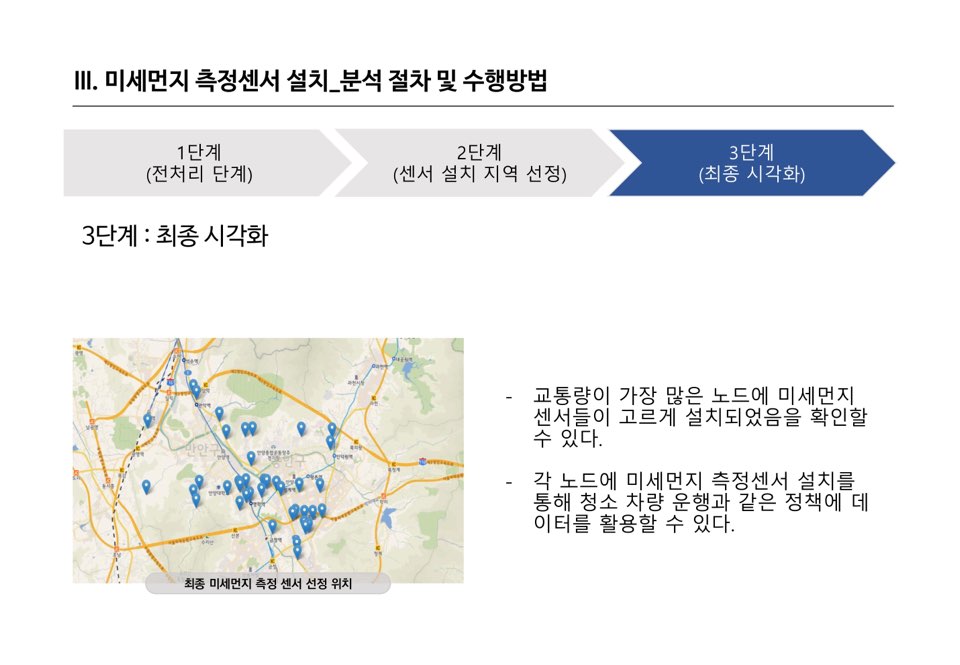 III. 미세먼지 측정센서 설치_분석 절차 및 수행방법
1단계
(전처리 단계)
2단계
(센서 설치 지역 선정)
3단계
(최종 시각화)
3단계 : 최종 시각화
만안구
최종 미세먼지 측정 센서 선정 위치
- 교통량이 가장 많은 노드에 미세먼지
센서들이 고르게 설치되었음을 확인할
수 있다.
- 각 노드에 미세먼지 측정센서 설치를
통해 청소 차량 운행과 같은 정책에 데
이터를 활용할 수 있다.